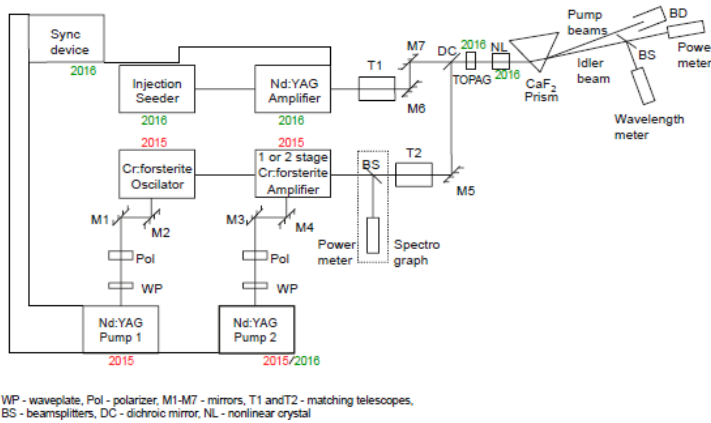 Sync
device
2016
Injection
Seeder
2016
Nd:YAG
Amplifier
2016
T1
M7
M6
DC
2016
TOPAG
NL
2016
CaF2
Prism
Pump
beams
Idler
beam
BD
BS
Power
meter
Wavelength
meter
2015
Cr:forsterite
Oscilator
2015
1 or 2 stage
Cr:forsterite
Amplifier
BS
T2
M5
M1
M2
M3
M4
Power
meter
Spectro
graph
Pol
WP
Pol
WP
Nd:YAG
Pump 1
2015
Nd:YAG
Pump 2
2015/2016
WP - waveplate, Pol - polarizer, M1-M7 - mirrors, T1 andT2 - matching telescopes,
BS - beamsplitters, DC - dichroic mirror, NL - nonlinear crystal